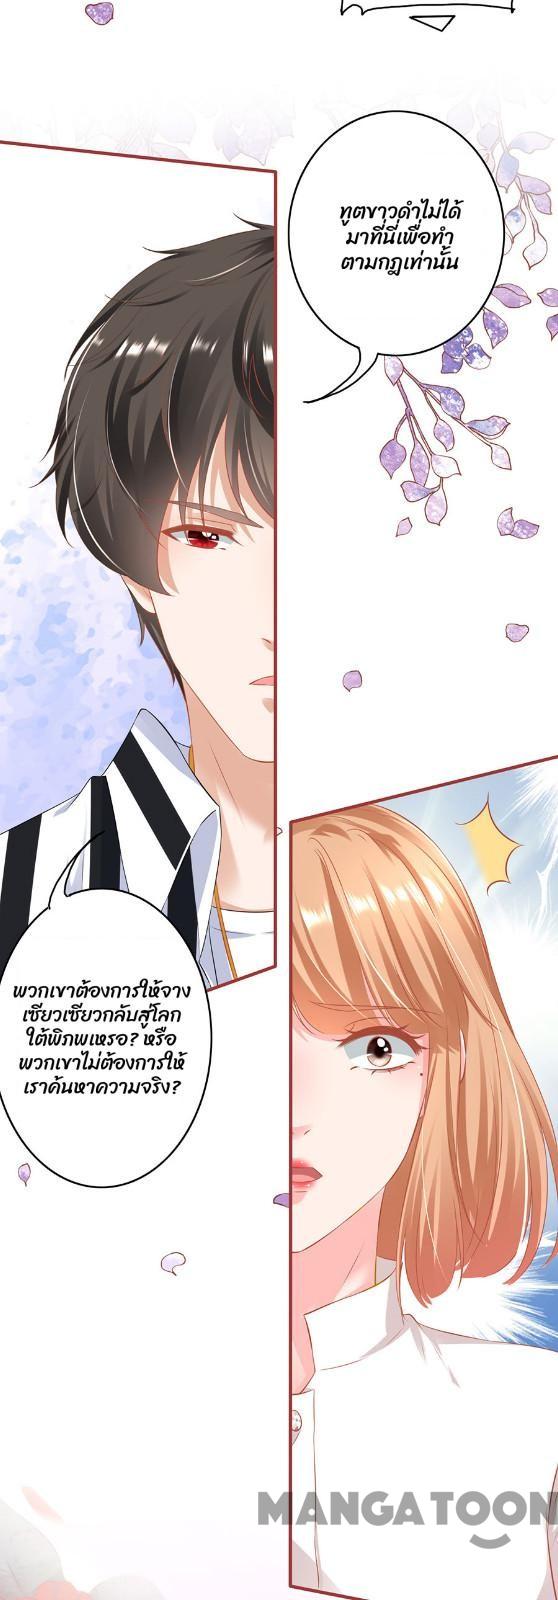 ทูตขาวดำไม่ได้
มาที่นี่เพื่อทำ
ตามกฎเท่านั้น
พวกเขาต้องการให้จาง
เซียวเซียวกลับสู่โลก
ใต้พิภพเหรอ? หรือ
พวกเขาไม่ต้องการให้
เราค้นหาความจริง?
MANGATOON